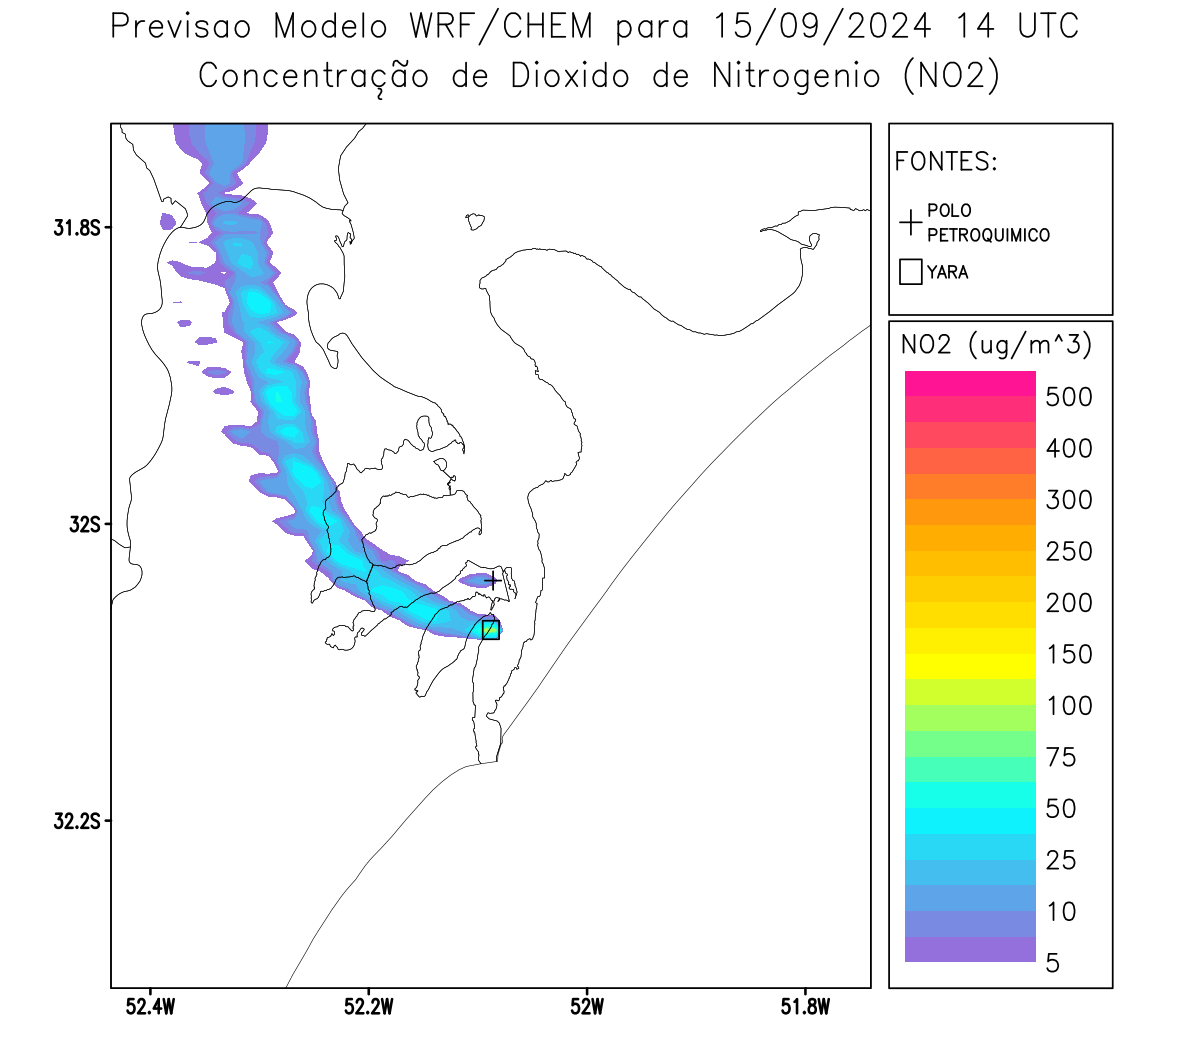 Previsao Modelo WRF/CHEM para 15/09/2024 14 UTC
Concentração de Dioxido de Nitrogenio (NO2)
FONTES:
POLO
PETROQUIMICO
YARA
NO2 (ug/m^3)
500
400
300
250
200
150
100
75
50
25
10
5
31.8S
32S
32.2S
52.4W
52.2W
52W
51.8W